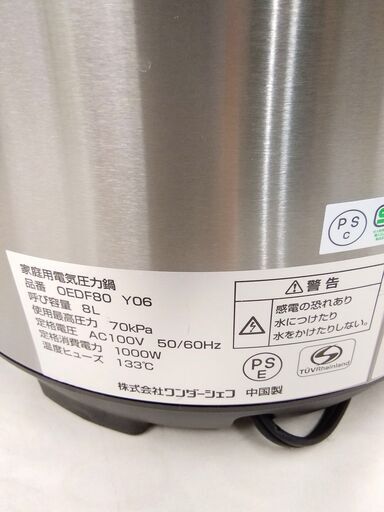 家庭用電気圧力鍋
品番 OEDF80 Y06
呼び容量 8L
使用最高圧力 70kPa
定格電圧 AC100V 50/60Hz
定格消費電力 1000W
温度ヒューズ 133℃
株式会社ワンダーシェフ 中国製
⚠警告
感電の恐れあり
水につけたり
水をかけたりしない。
PS
E
TÜVRheinland
PS
C